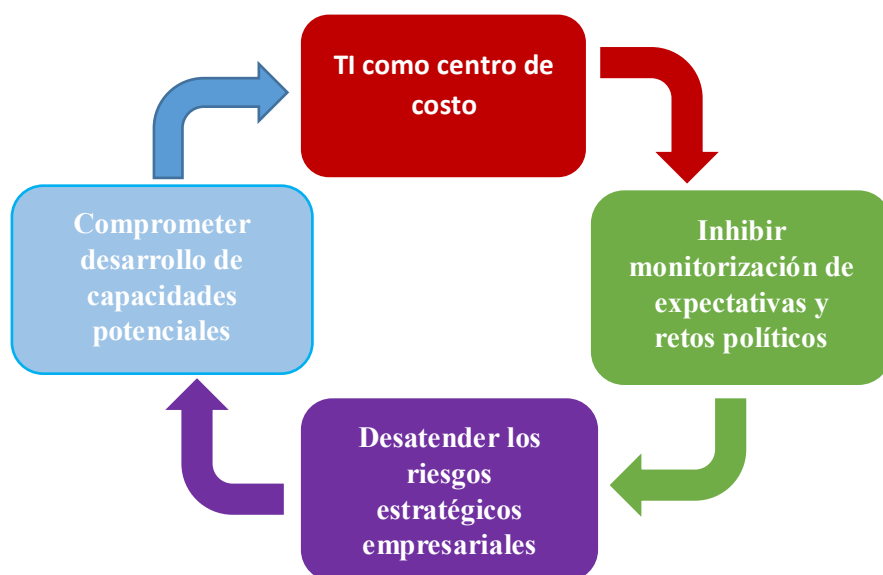 TI como centro de
costo
Inhibir
monitorización de
expectativas y
retos políticos
Desatender los
riesgos
estratégicos
empresariales
Comprometer
desarrollo de
capacidades
potenciales